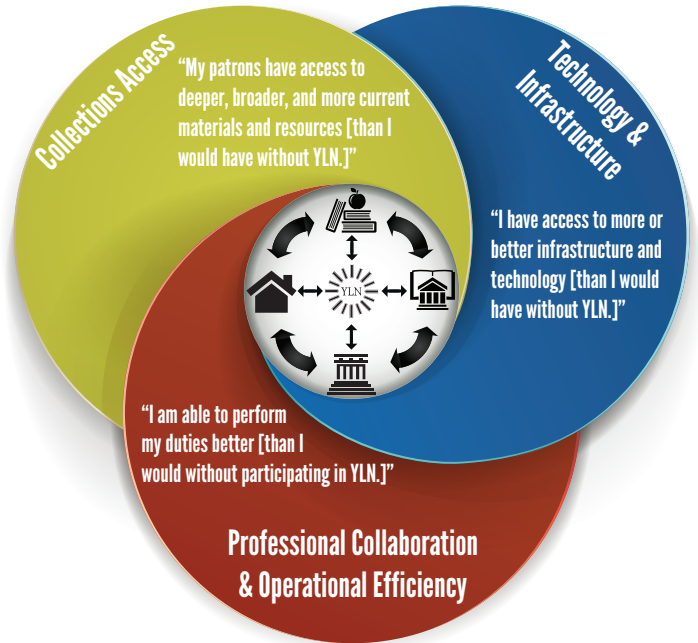 Collections Access
“My patrons have access to
deeper, broader, and more current
materials and resources [than I
would have without YLN.]”
Technology &
Infrastructure
“I have access to more or
better infrastructure and
technology [than I would
have without YLN.]”
YLN
“I am able to perform
my duties better [than I
would without participating in YLN.]”
Professional Collaboration
& Operational Efficiency